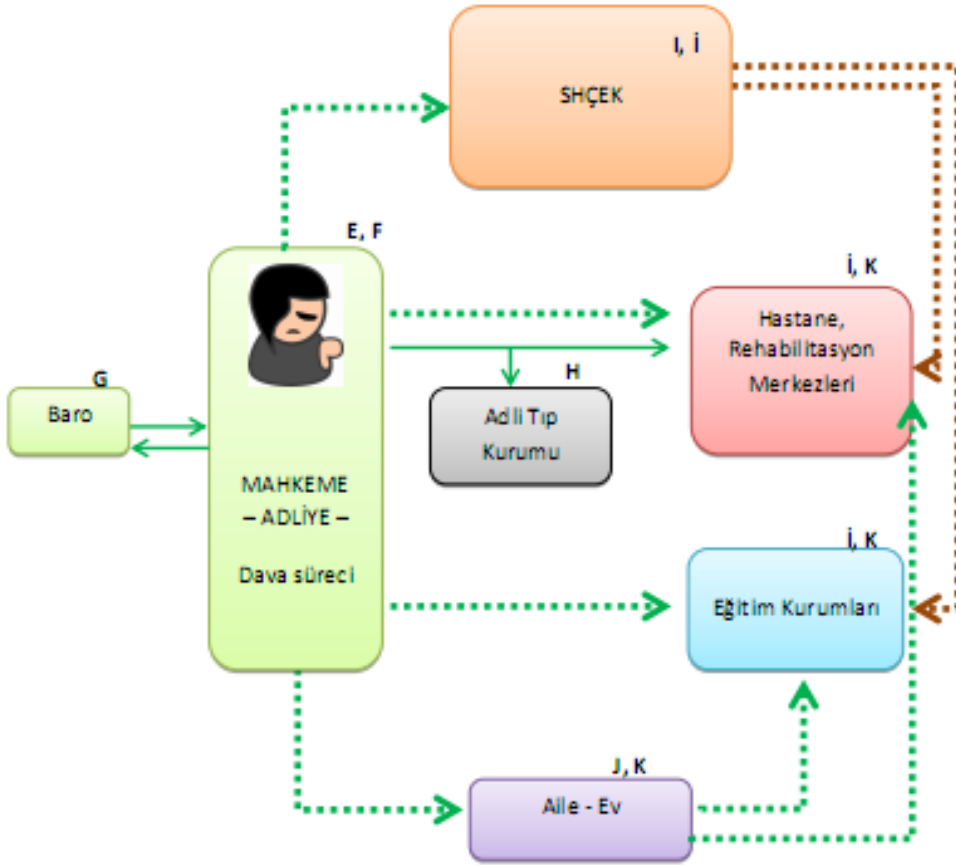 I, İ
SHÇEK
E, F
İ, K
Hastane,
Rehabilitasyon
Merkezleri
G
Baro
H
Adli Tıp
Kurumu
MAHKEME
– ADLİYE –
Dava süreci
İ, K
Eğitim Kurumları
J, K
Aile - Ev